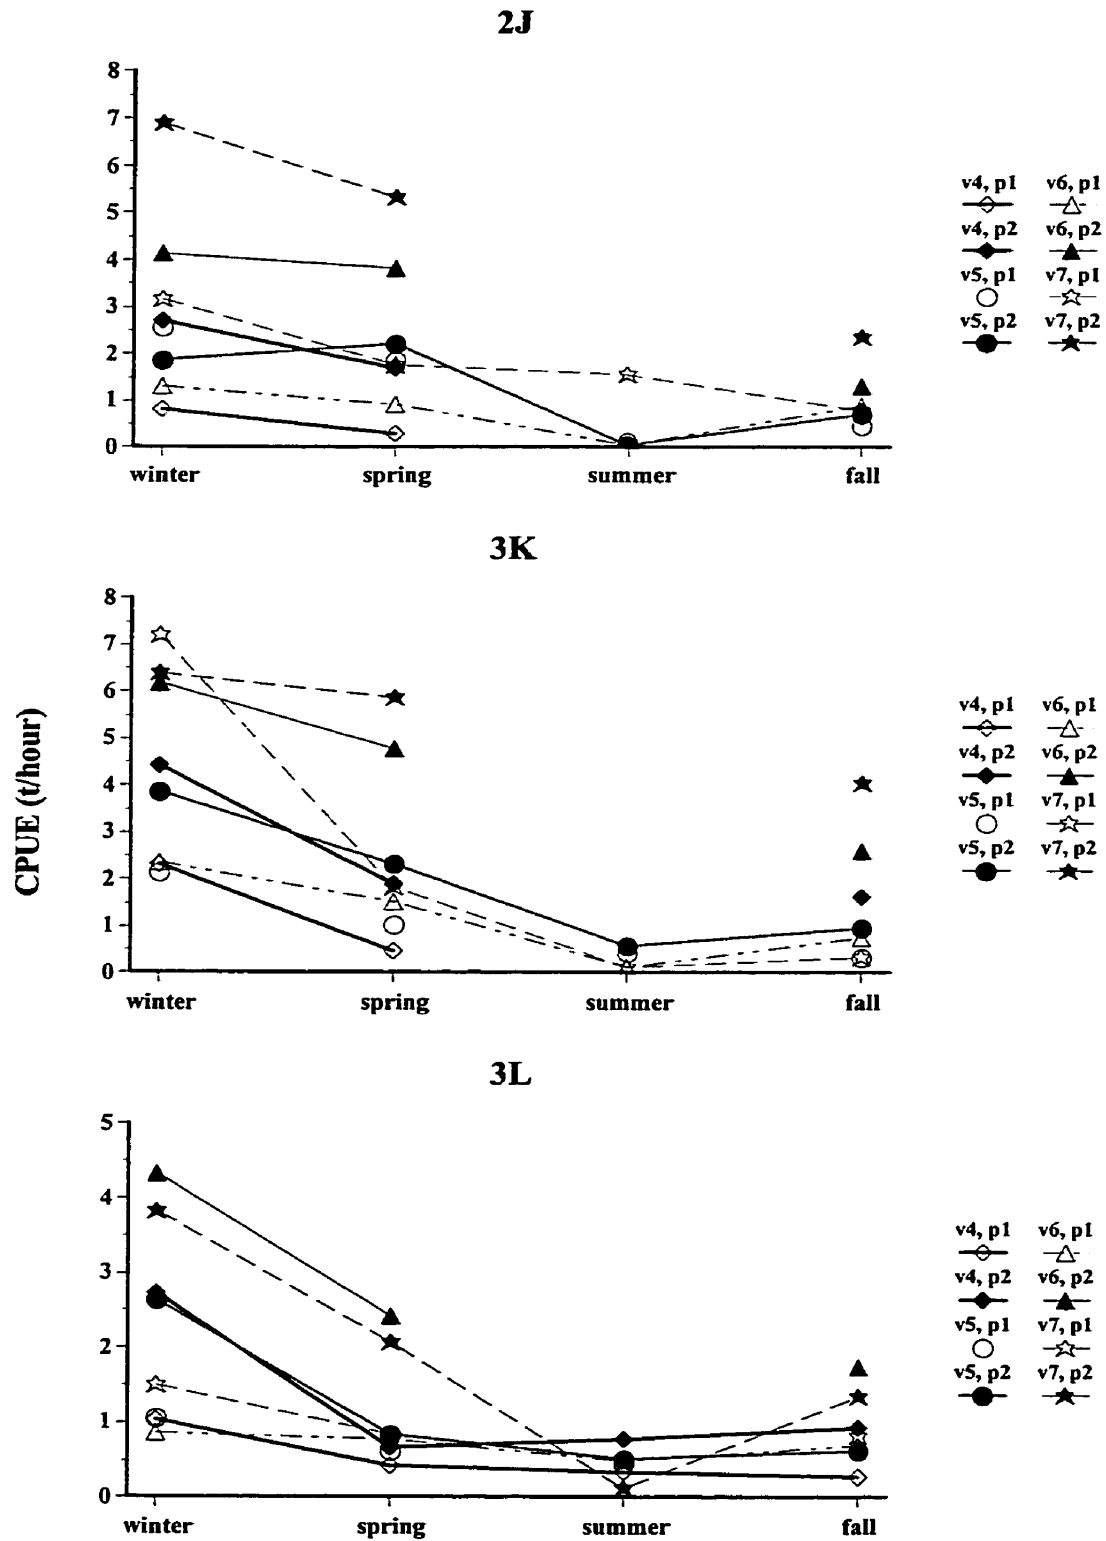 2J
8
7
6
5
4
3
2
1
0
winter spring summer fall
v4, p1 v6, p1
v4, p2 v6, p2
v5, p1 v7, p1
v5, p2 v7, p2
3K
CPUE (t/hour)
8
7
6
5
4
3
2
1
0
winter spring summer fall
v4, p1 v6, p1
v4, p2 v6, p2
v5, p1 v7, p1
v5, p2 v7, p2
3L
5
4
3
2
1
0
winter spring summer fall
v4, p1 v6, p1
v4, p2 v6, p2
v5, p1 v7, p1
v5, p2 v7, p2